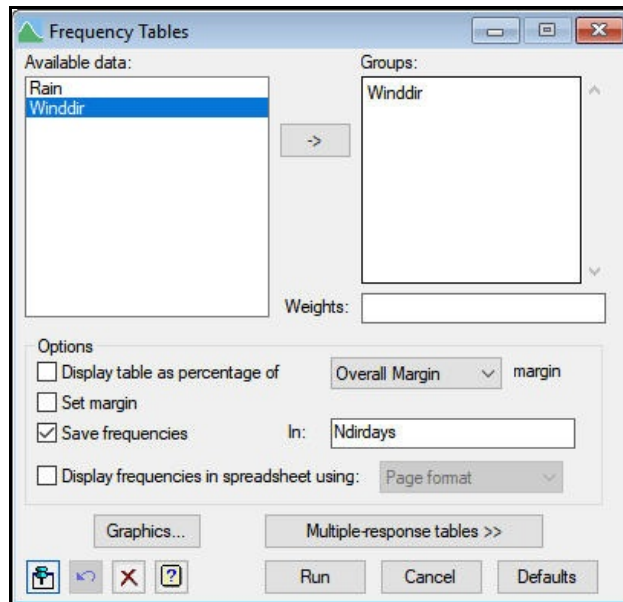 Frequency Tables
Available data:
Groups:
Rain
Winddir
Winddir
->
Weights:
Options
Display table as percentage of
Overall Margin
margin
Set margin
Save frequencies
In:
Ndirdays
Display frequencies in spreadsheet using:
Page format
Graphics...
Multiple-response tables >>
Run
Cancel
Defaults